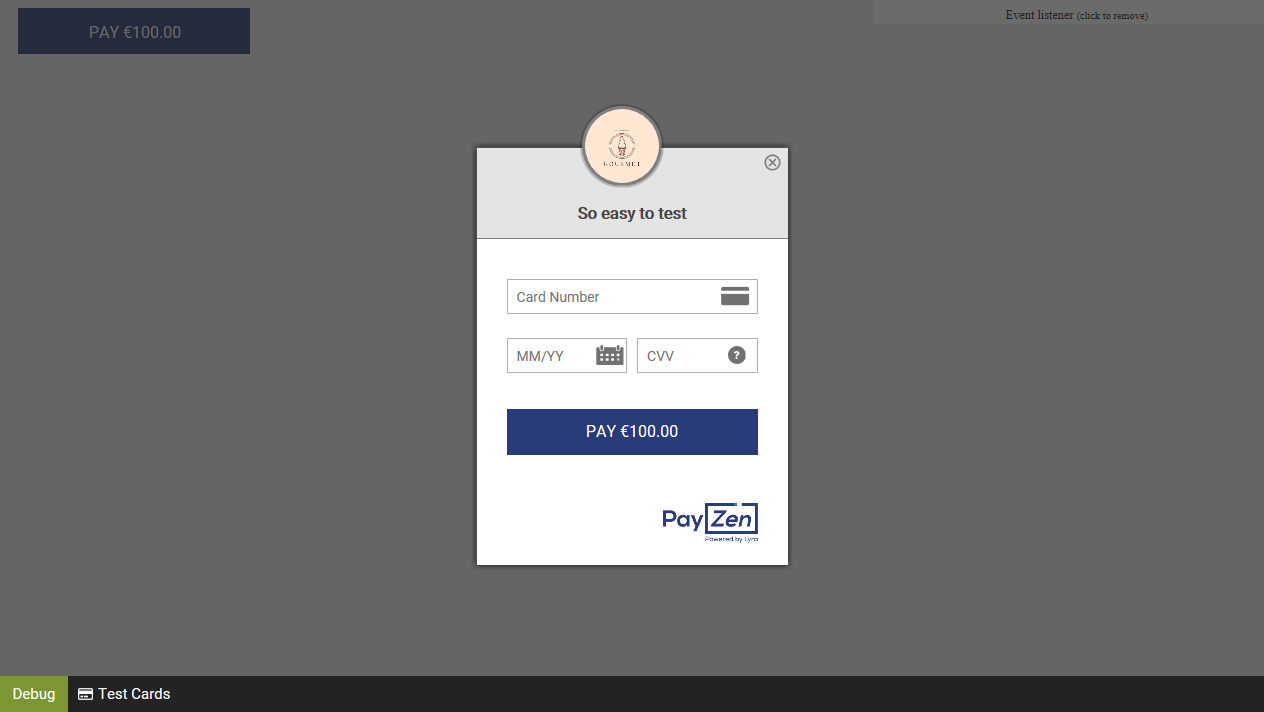 PAY €100.00
Event listener (click to remove)
GOURMET
So easy to test
Card Number
MM/YY
CVV
?
PAY €100.00
PayZen
Powered by Lyra
Debug
Test Cards